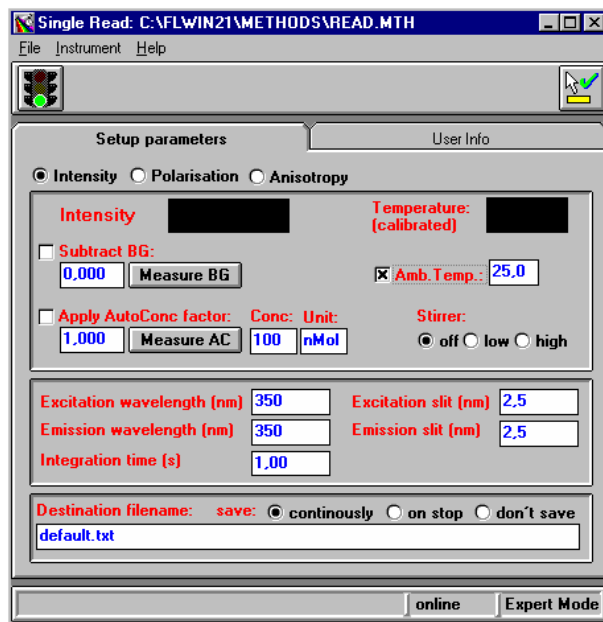 Single Read: C:\FLWIN21\METHODS\READ.MTH
File Instrument Help
Setup parameters User Info
Intensity Polarisation Anisotropy
Intensity Temperature: (calibrated)
Subtract BG:
0,000 Measure BG Amb.Temp.: 25,0
Apply AutoConc factor: Conc: Unit: Stirrer:
1,000 Measure AC 100 nMol off low high
Excitation wavelength (nm) 350 Excitation slit (nm) 2,5
Emission wavelength (nm) 350 Emission slit (nm) 2,5
Integration time (s) 1,00
Destination filename: save: continously on stop don´t save
default.txt
online Expert Mode